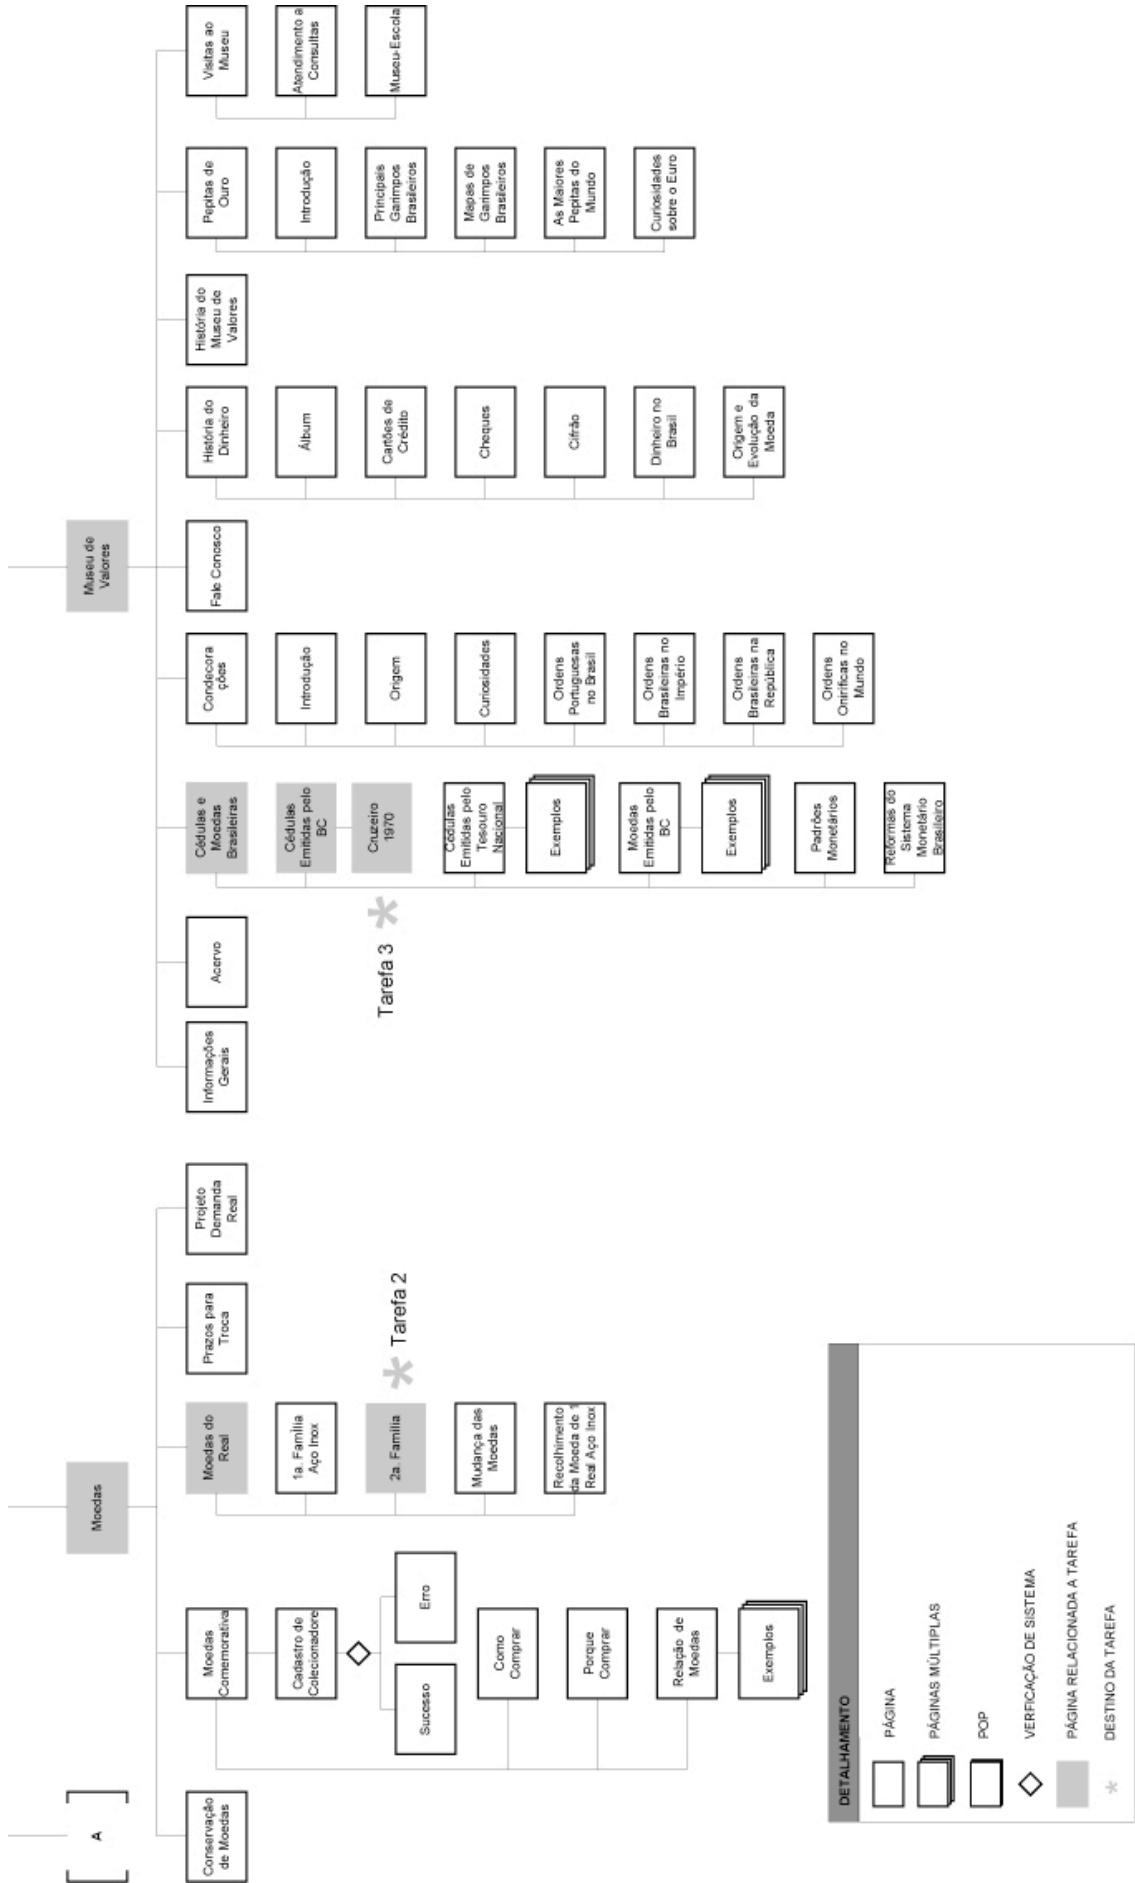 A
Moedas
Museu de
Valores
Conservação
de Moedas
Moedas
Comemorativa
Cadastro de
Colecionadore
Sucesso
Erro
Como
Comprar
Porque
Comprar
Relação de
Moedas
Exemplos
Moedas do
Real
1a. Família
Aço Inox
2a. Família
Tarefa 2
Mudança das
Moedas
Recolhimento
da Moeda de 1
Real Aço Inox
Prazos para
Troca
Projeto
Demanda
Real
Informações
Gerais
Acervo
Cédulas e
Moedas
Brasileiras
Cédulas
Emitidas pelo
BC
Cruzeiro
1970
Tarefa 3
Cédulas
Emitidas pelo
Tesouro
Nacional
Exemplos
Moedas
Emitidas pelo
BC
Exemplos
Padrões
Monetários
Reformas do
Sistema
Monetário
Brasileiro
Condecora
ções
Introdução
Origem
Curiosidades
Ordens
Portuguesas
no Brasil
Ordens
Brasileiras no
Império
Ordens
Brasileiras na
República
Ordens
Oniríficas no
Mundo
Fale Conosco
História do
Dinheiro
Álbum
Cartões de
Crédito
Cheques
Cifrão
Dinheiro no
Brasil
Origem e
Evolução da
Moeda
História do
Museu de
Valores
Pepitas de
Ouro
Introdução
Principais
Garimpos
Brasileiros
Mapas de
Garimpos
Brasileiros
As Maiores
Pepitas do
Mundo
Curiosidades
sobre o Euro
Visitas ao
Museu
Atendimento a
Consultas
Museu-Escola
DETALHAMENTO
PÁGINA
PÁGINAS MÚLTIPLAS
POP
VERIFICAÇÃO DE SISTEMA
PÁGINA RELACIONADA A TAREFA
DESTINO DA TAREFA